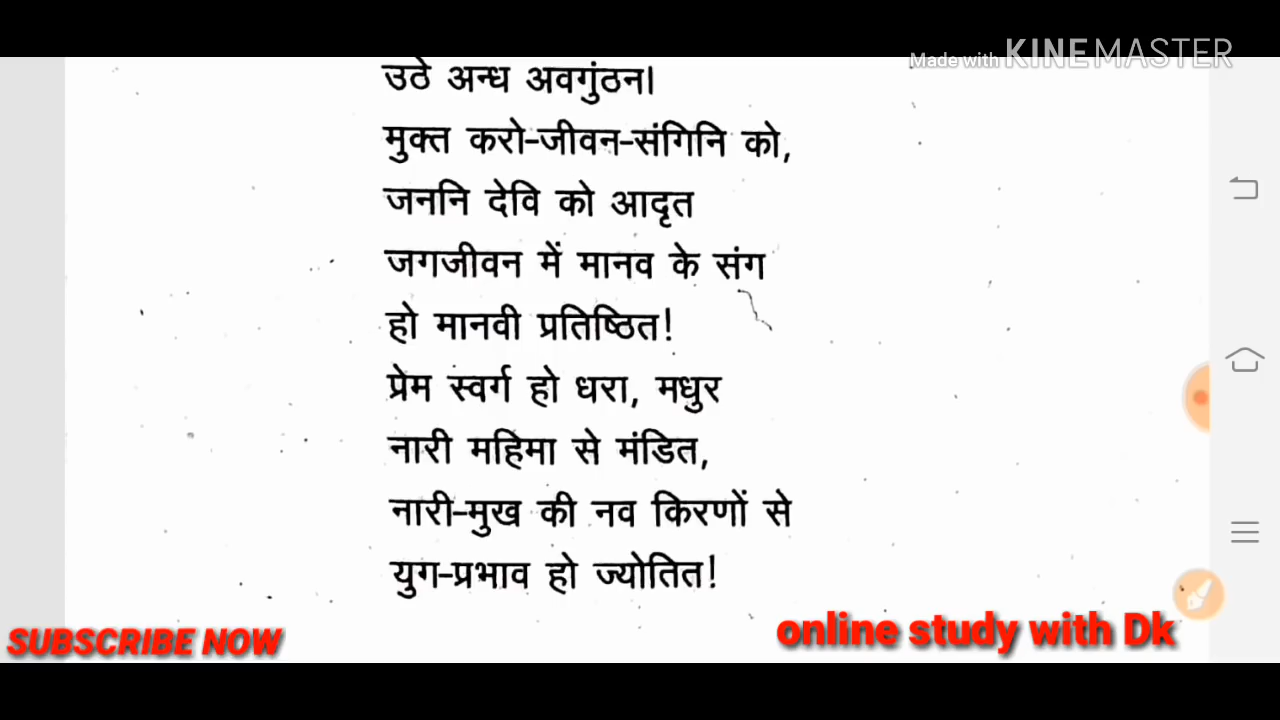 Made with KINEMASTER
उठे अन्ध अवगुंठन।
मुक्त करो-जीवन-संगिनि को,
जननि देवि को आदृत
जगजीवन में मानव के संग
हो मानवी प्रतिष्ठित!
प्रेम स्वर्ग हो धरा, मधुर
नारी महिमा से मंडित,
नारी-मुख की नव किरणों से
युग-प्रभाव हो ज्योतित!
SUBSCRIBE NOW
online study with Dk